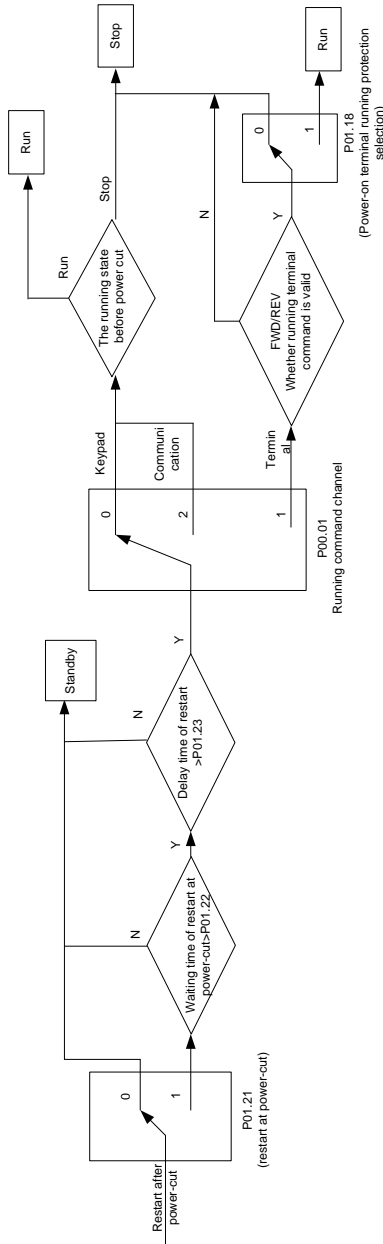 Restart after
power-cut
0
1
P01.21
(restart at power-cut)
Waiting time of restart at
power-cut>P01.22
N
Y
Standby
Delay time of restart
>P01.23
N
Y
0
2
1
P00.01
Running command channel
Keypad
Communi
cation
Termin
al
The running state
before power cut
Run
Stop
Run
Stop
FWD/REV
Whether running terminal
command is valid
N
Y
0
1
P01.18
(Power-on terminal running protection
selection)
Run